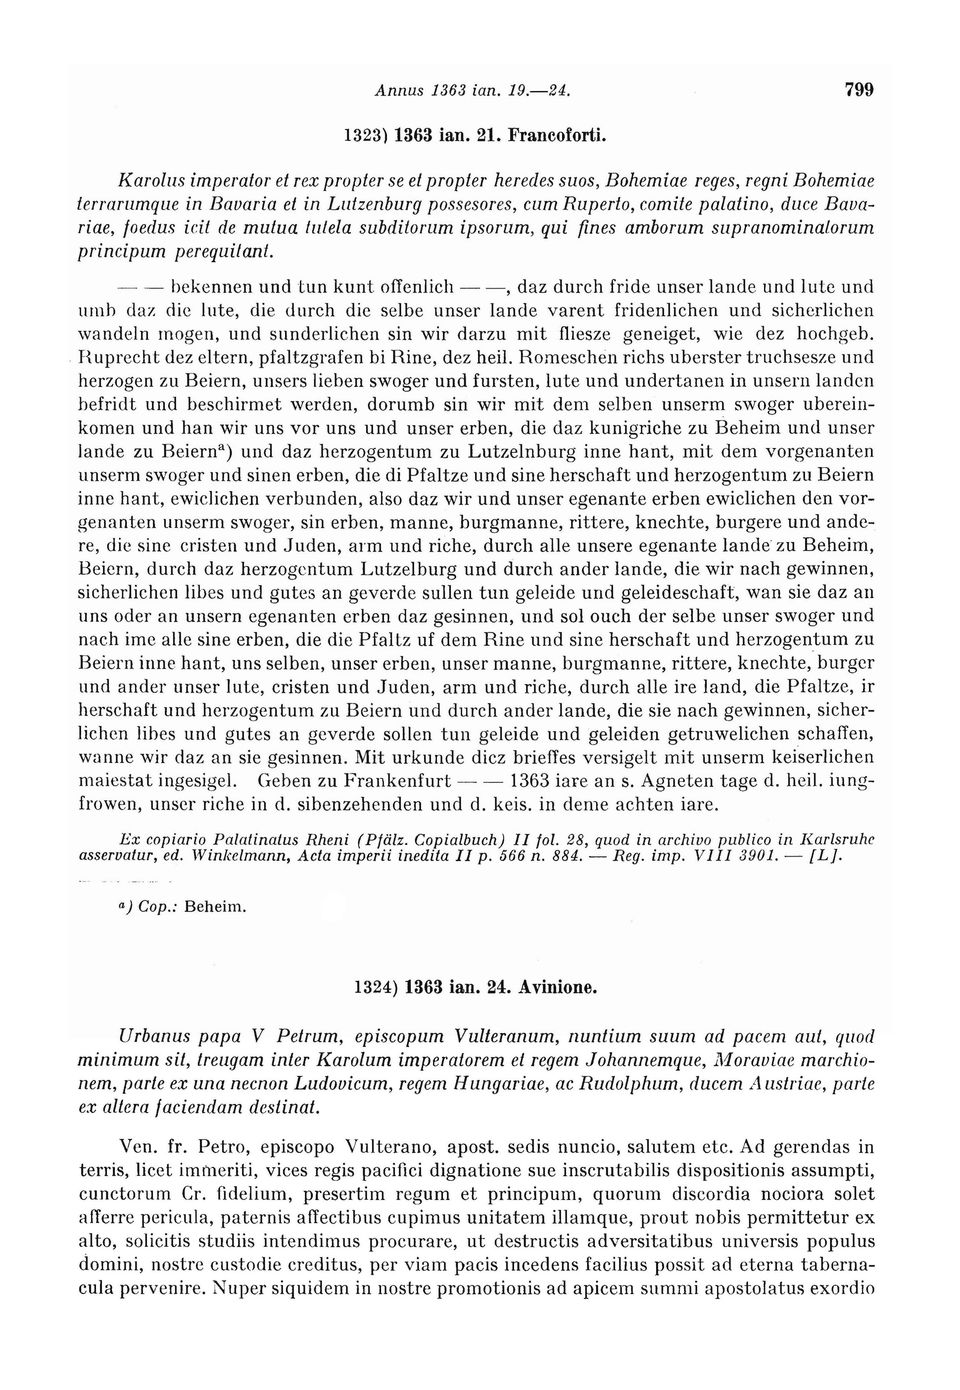 Annus 1363 ian. 19.—24. 799
1323) 1363 ian. 21. Francoforti.
Karolus imperator et rex propter se et propter heredes suos, Bohemiae reges, regni Bohemiae
terrarumque in Bavaria et in Lutzenburg possesores, cum Ruperto, comite palatino, duce Bava-
riae, foedus icit de mutua tutela subditorum ipsorum, qui fines amborum supranominatorum
principum perequitant.
— — bekennen und tun kunt offenlich — —, daz durch fride unser lande und lute und
umb daz die lute, die durch die selbe unser lande varent fridenlichen und sicherlichen
wandeln mogen, und sunderlichen sin wir darzu mit fliesze geneiget, wie dez hochgeb.
Ruprecht dez eltern, pfaltzgrafen bi Rine, dez heil. Romeschen richs uberster truchsesze und
herzogen zu Beiern, unsers lieben swoger und fursten, lute und undertanen in unsern landen
befridt und beschirmet werden, dorumb sin wir mit dem selben unserm swoger uberein-
komen und han wir uns vor uns und unser erben, die daz kunigriche zu Beheim und unser
lande zu Beiern<sup>a</sup>) und daz herzogentum zu Lutzelnburg inne hant, mit dem vorgenanten
unserm swoger und sinen erben, die di Pfaltze und sine herschaft und herzogentum zu Beiern
inne hant, ewiclichen verbunden, also daz wir und unser egenante erben ewiclichen den vor-
genanten unserm swoger, sin erben, manne, burgmanne, rittere, knechte, burgere und ande-
re, die sine cristen und Juden, arm und riche, durch alle unsere egenante lande zu Beheim,
Beiern, durch daz herzogentum Lutzelburg und durch ander lande, die wir nach gewinnen,
sicherlichen libes und gutes an geverde sullen tun geleide und geleideschaft, wan sie daz an
uns oder an unsern egenanten erben daz gesinnen, und sol ouch der selbe unser swoger und
nach ime alle sine erben, die die Pfaltz uf dem Rine und sine herschaft und herzogentum zu
Beiern inne hant, uns selben, unser erben, unser manne, burgmanne, rittere, knechte, burger
und ander unser lute, cristen und Juden, arm und riche, durch alle ire land, die Pfaltze, ir
herschaft und herzogentum zu Beiern und durch ander lande, die sie nach gewinnen, sicher-
lichen libes und gutes an geverde sollen tun geleide und geleiden getruwelichen schaffen,
wanne wir daz an sie gesinnen. Mit urkunde dicz brieffes versigelt mit unserm keiserlichen
maiestat ingesigel. Geben zu Frankenfurt — — 1363 iare an s. Agneten tage d. heil. iung-
frowen, unser riche in d. sibenzehenden und d. keis. in deme achten iare.
Ex copiario Palatinatus Rheni (Pfälz. Copialbuch) II fol. 28, quod in archivo publico in Karlsruhe
asservatur, ed. Winkelmann, Acta imperii inedita II p. 566 n. 884. — Reg. imp. VIII 3901. — [L].
a) Cop.: Beheim.
1324) 1363 ian. 24. Avinione.
Urbanus papa V Petrum, episcopum Vulteranum, nuntium suum ad pacem aut, quod
minimum sit, treugam inter Karolum imperatorem et regem Johannemque, Moraviae marchio-
nem, parte ex una necnon Ludovicum, regem Hungariae, ac Rudolphum, ducem Austriae, parte
ex altera faciendam destinat.
Ven. fr. Petro, episcopo Vulterano, apost. sedis nuncio, salutem etc. Ad gerendas in
terris, licet immeriti, vices regis pacifici dignatione sue inscrutabilis dispositionis assumpti,
cunctorum Cr. fidelium, presertim regum et principum, quorum discordia nociora solet
afferre pericula, paternis affectibus cupimus unitatem illamque, prout nobis permittetur ex
alto, solicitis studiis intendimus procurare, ut destructis adversitatibus universis populus
domini, nostre custodie creditus, per viam pacis incedens facilius possit ad eterna taberna-
cula pervenire. Nuper siquidem in nostre promotionis ad apicem summi apostolatus exordio